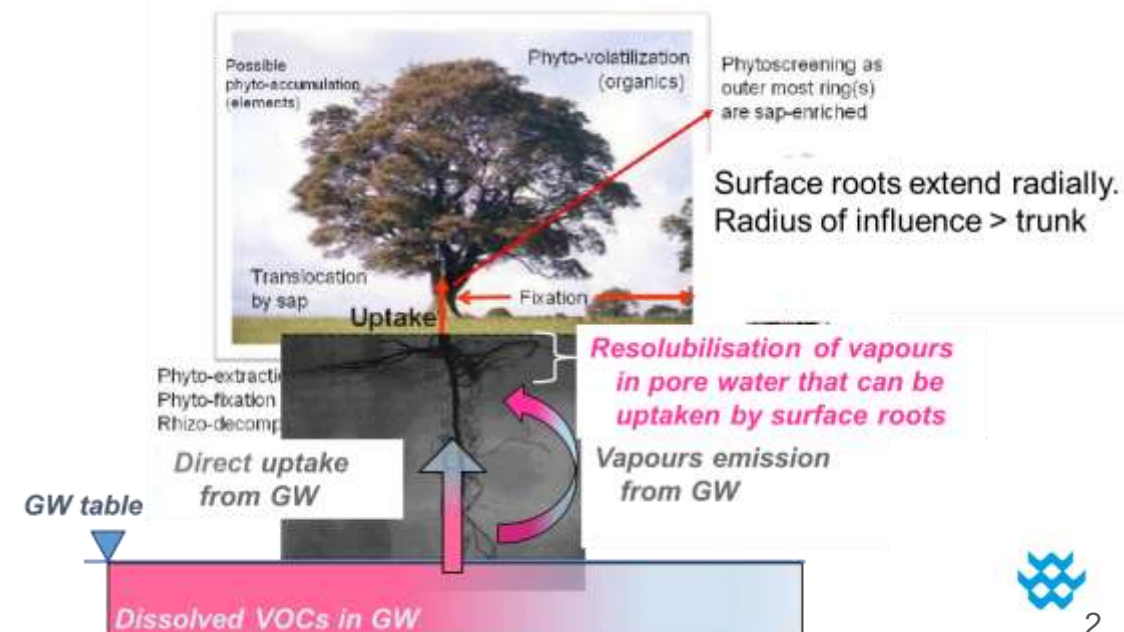 Possible
phyto-accumulation
(elements)
Phyto-volatilization
(organics)
Phytoscreening as
outer most ring(s)
are sap-enriched
Surface roots extend radially.
Radius of influence > trunk
Translocation
by sap
Fixation
Uptake
Resolubilisation of vapours
in pore water that can be
uptaken by surface roots
Phyto-extracti
Phyto-fixation
Rhizo-decomp
Direct uptake
from GW
Vapours emission
from GW
GW table
Dissolved VOCs in GW
2